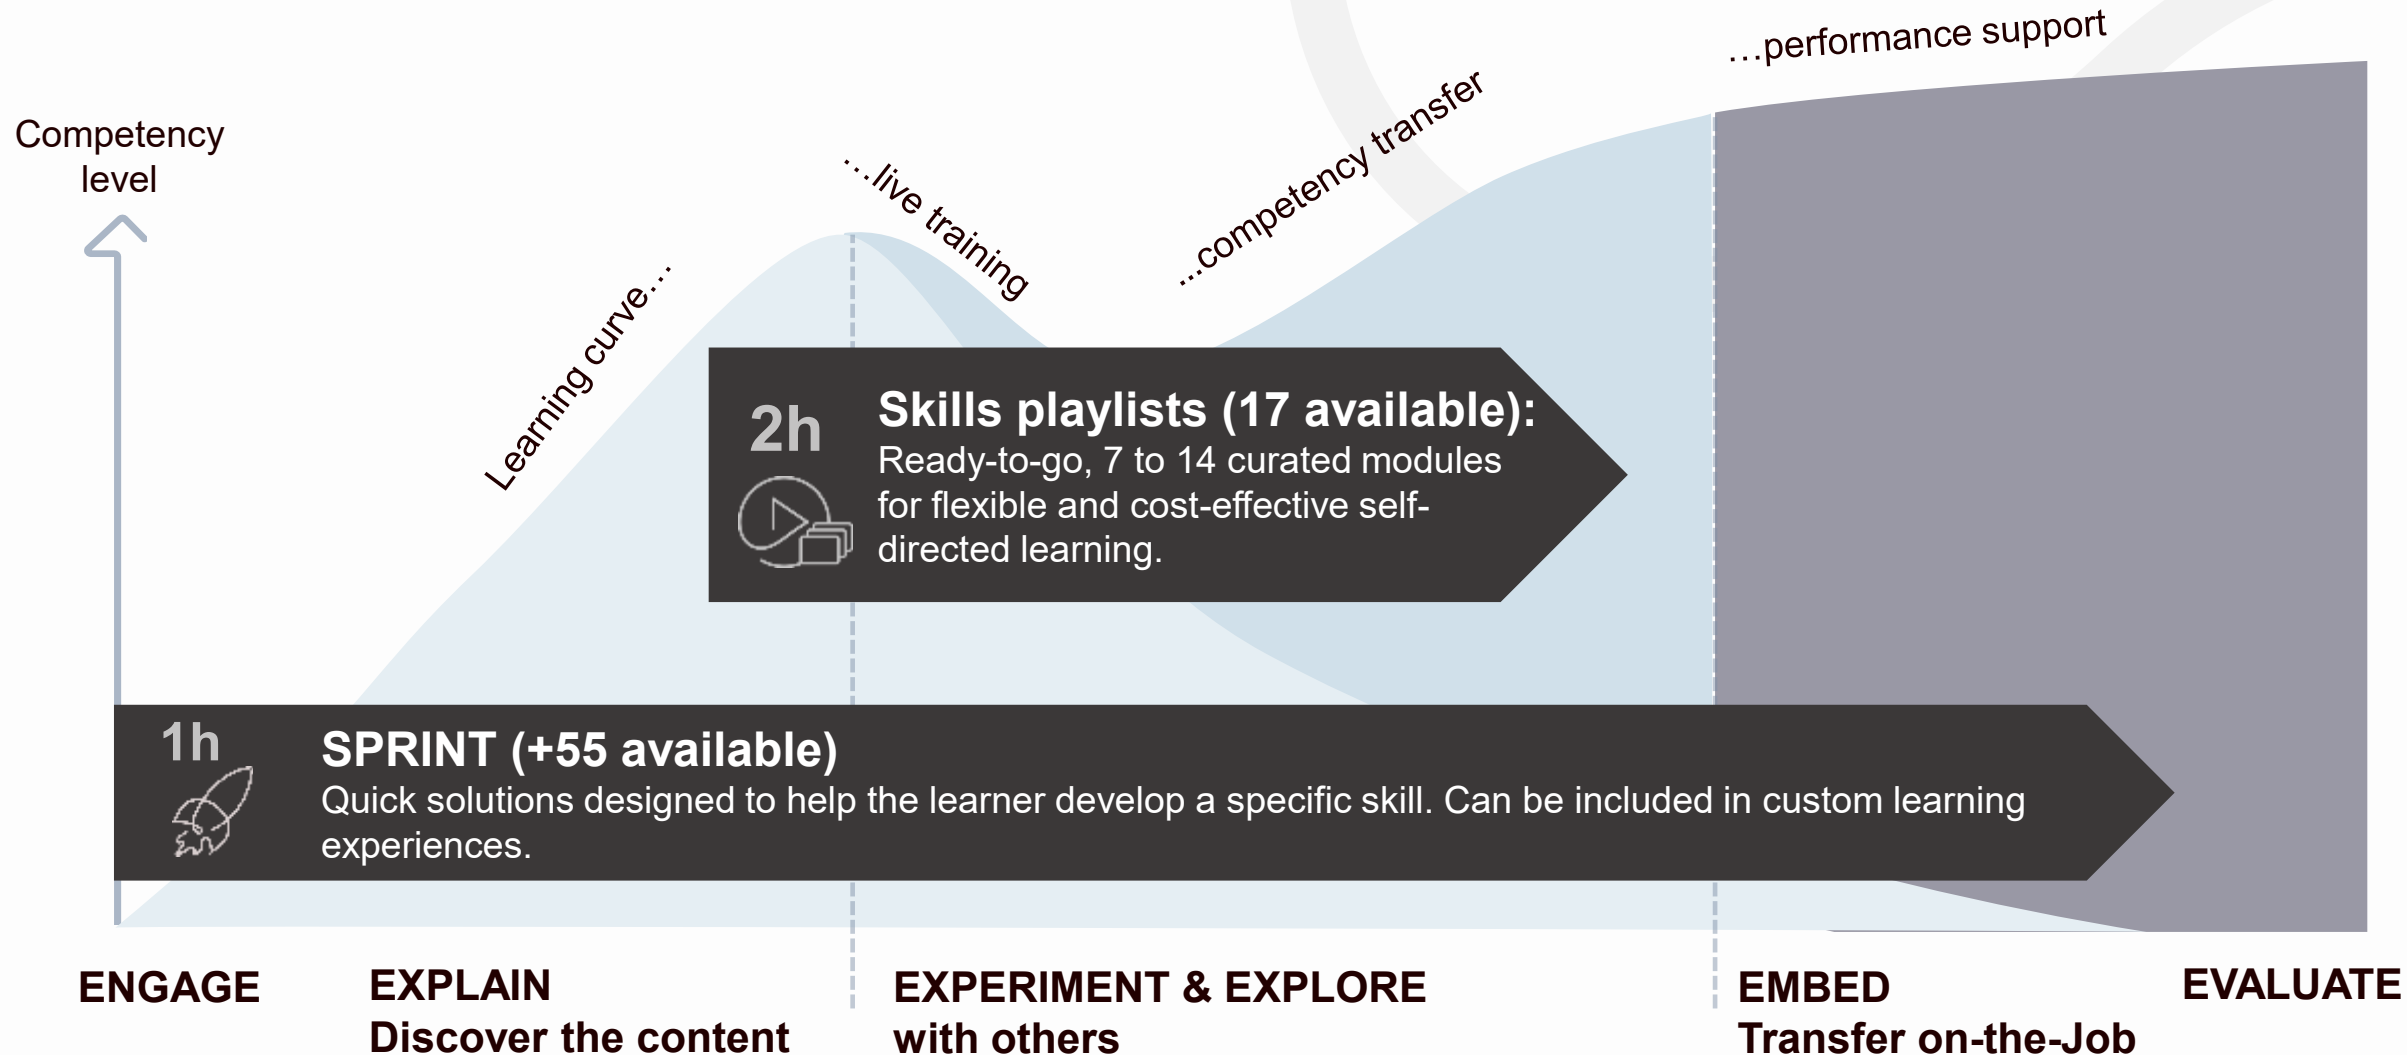 …performance support
Competency
level
…live training
...competency transfer
Learning curve…
2h
Skills playlists (17 available):
Ready-to-go, 7 to 14 curated modules
for flexible and cost-effective self-
directed learning.
1h
SPRINT (+55 available)
Quick solutions designed to help the learner develop a specific skill. Can be included in custom learning
experiences.
ENGAGE
EXPLAIN
Discover the content
EXPERIMENT & EXPLORE
with others
EMBED
Transfer on-the-Job
EVALUATE